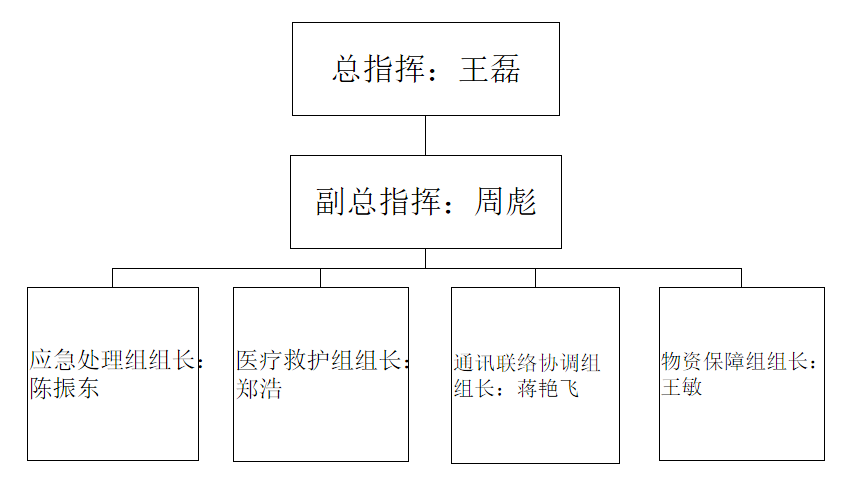 总指挥：王磊
副总指挥：周彪
应急处理组组长：
陈振东
医疗救护组组长：
郑浩
通讯联络协调组
组长：蒋艳飞
物资保障组组长：
王敏